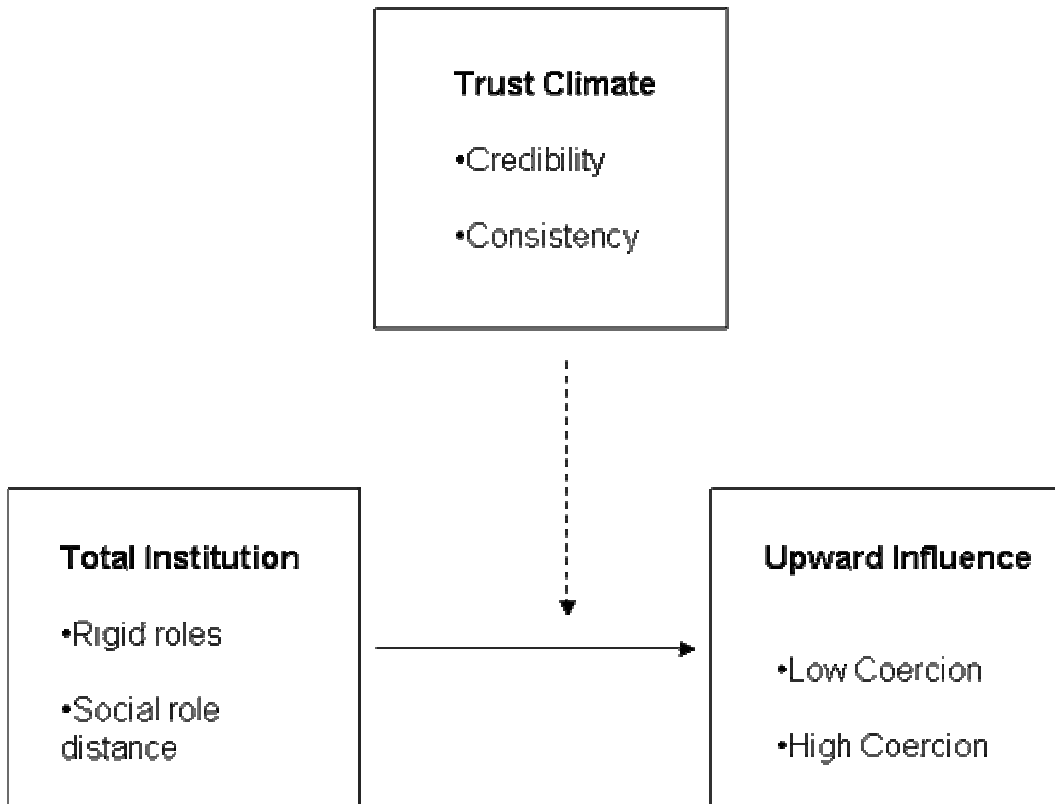 Trust Climate
•Credibility
•Consistency
Total Institution
•Rigid roles
•Social role
distance
Upward Influence
•Low Coercion
•High Coercion